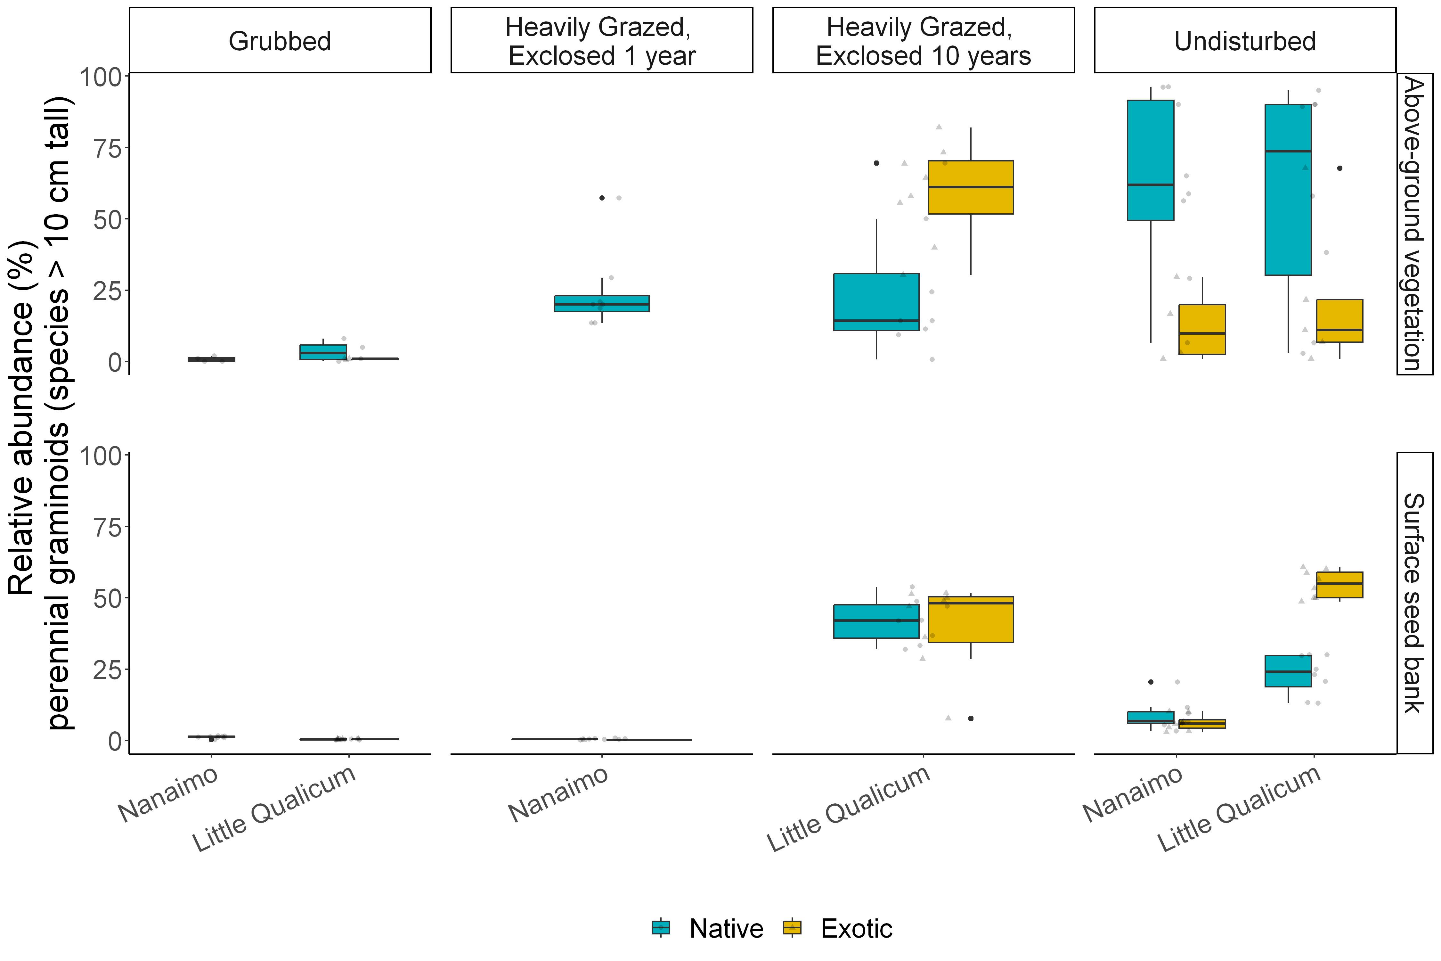 Grubbed
Heavily Grazed,
Exclosed 1 year
Heavily Grazed,
Exclosed 10 years
Undisturbed
Relative abundance (%)
perennial graminoids (species > 10 cm tall)
100
75
50
25
0
Above-ground vegetation
100
75
50
25
0
Surface seed bank
Nanaimo
Little Qualicum
Nanaimo
Little Qualicum
Nanaimo
Little Qualicum
Native
Exotic